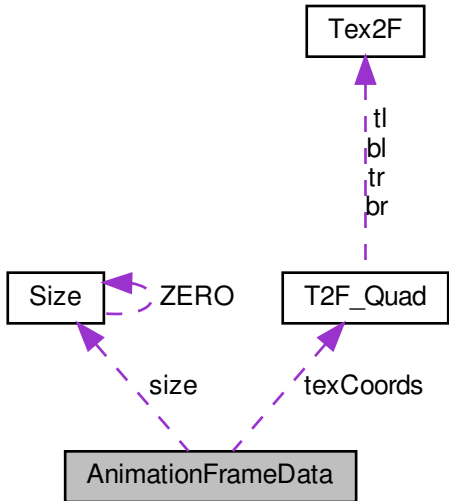 Tex2F
tl
bl
tr
br
Size
ZERO
T2F_Quad
size
texCoords
AnimationFrameData